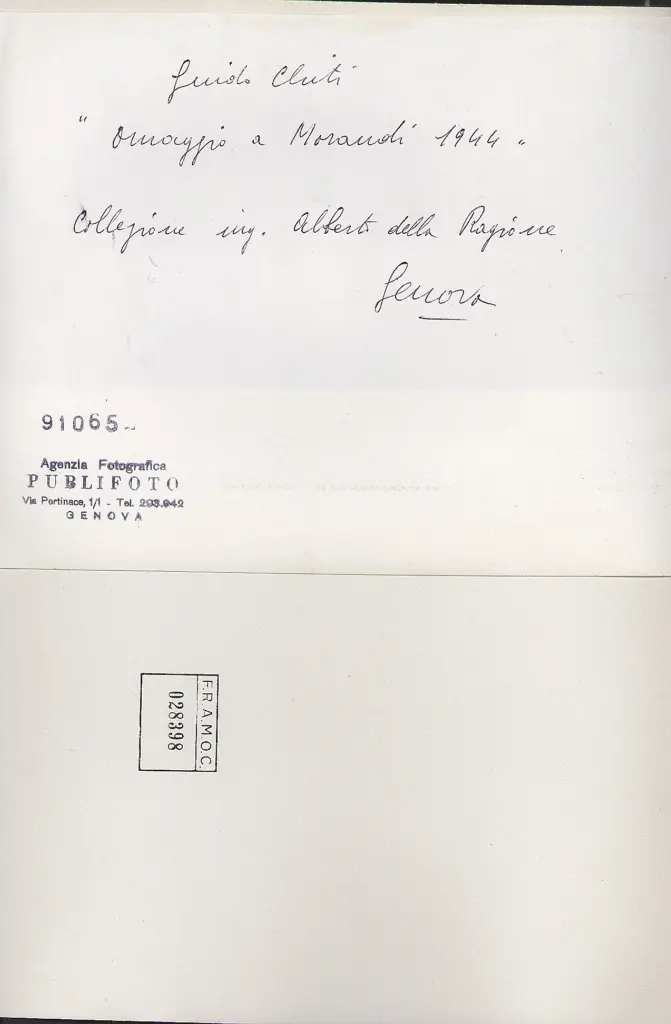 Guido Chiti
" Omaggio a Morandi 1944 "
Collezione ing. Alberto della Ragione
Genova
91065
Agenzia Fotografica
PUBLIFOTO
Via Pertinace, 1/1 - Tel. 293.942
GENOVA
F.R.A.M.O.C.
028398